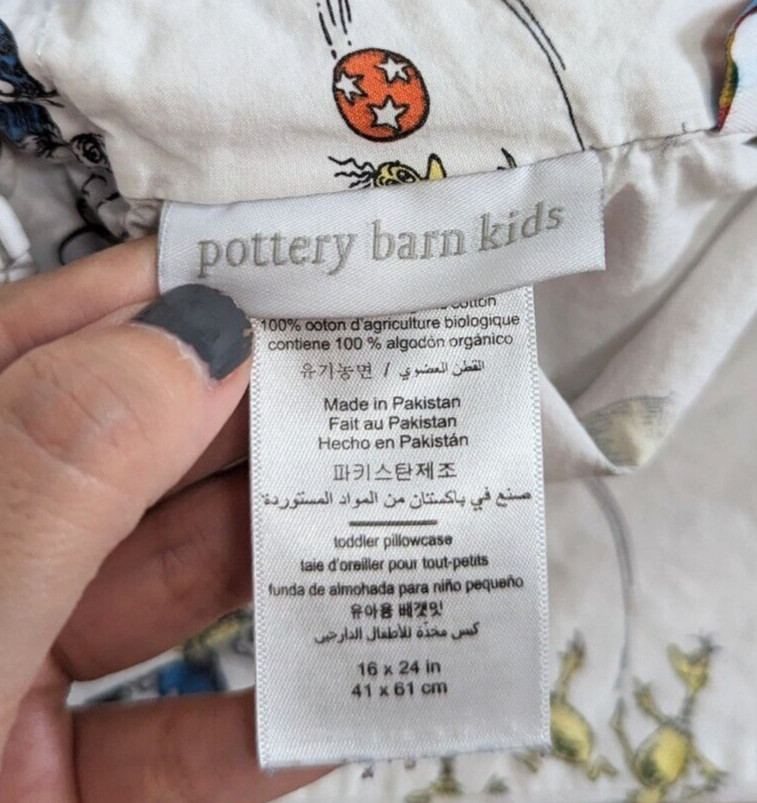 pottery barn kids
cotton
100% coton d'agriculture biologique
contiene 100 % algodón orgánico
유기농면 / القطن العضوي
Made in Pakistan
Fait au Pakistan
Hecho en Pakistán
파키스탄제조
صنع في باكستان من المواد المستوردة
toddler pillowcase
taie d'oreiller pour tout-petits
funda de almohada para niño pequeño
유아용 베갯잇
كيس مخدّة للأطفال الدارجين
16 x 24 in
41 x 61 cm